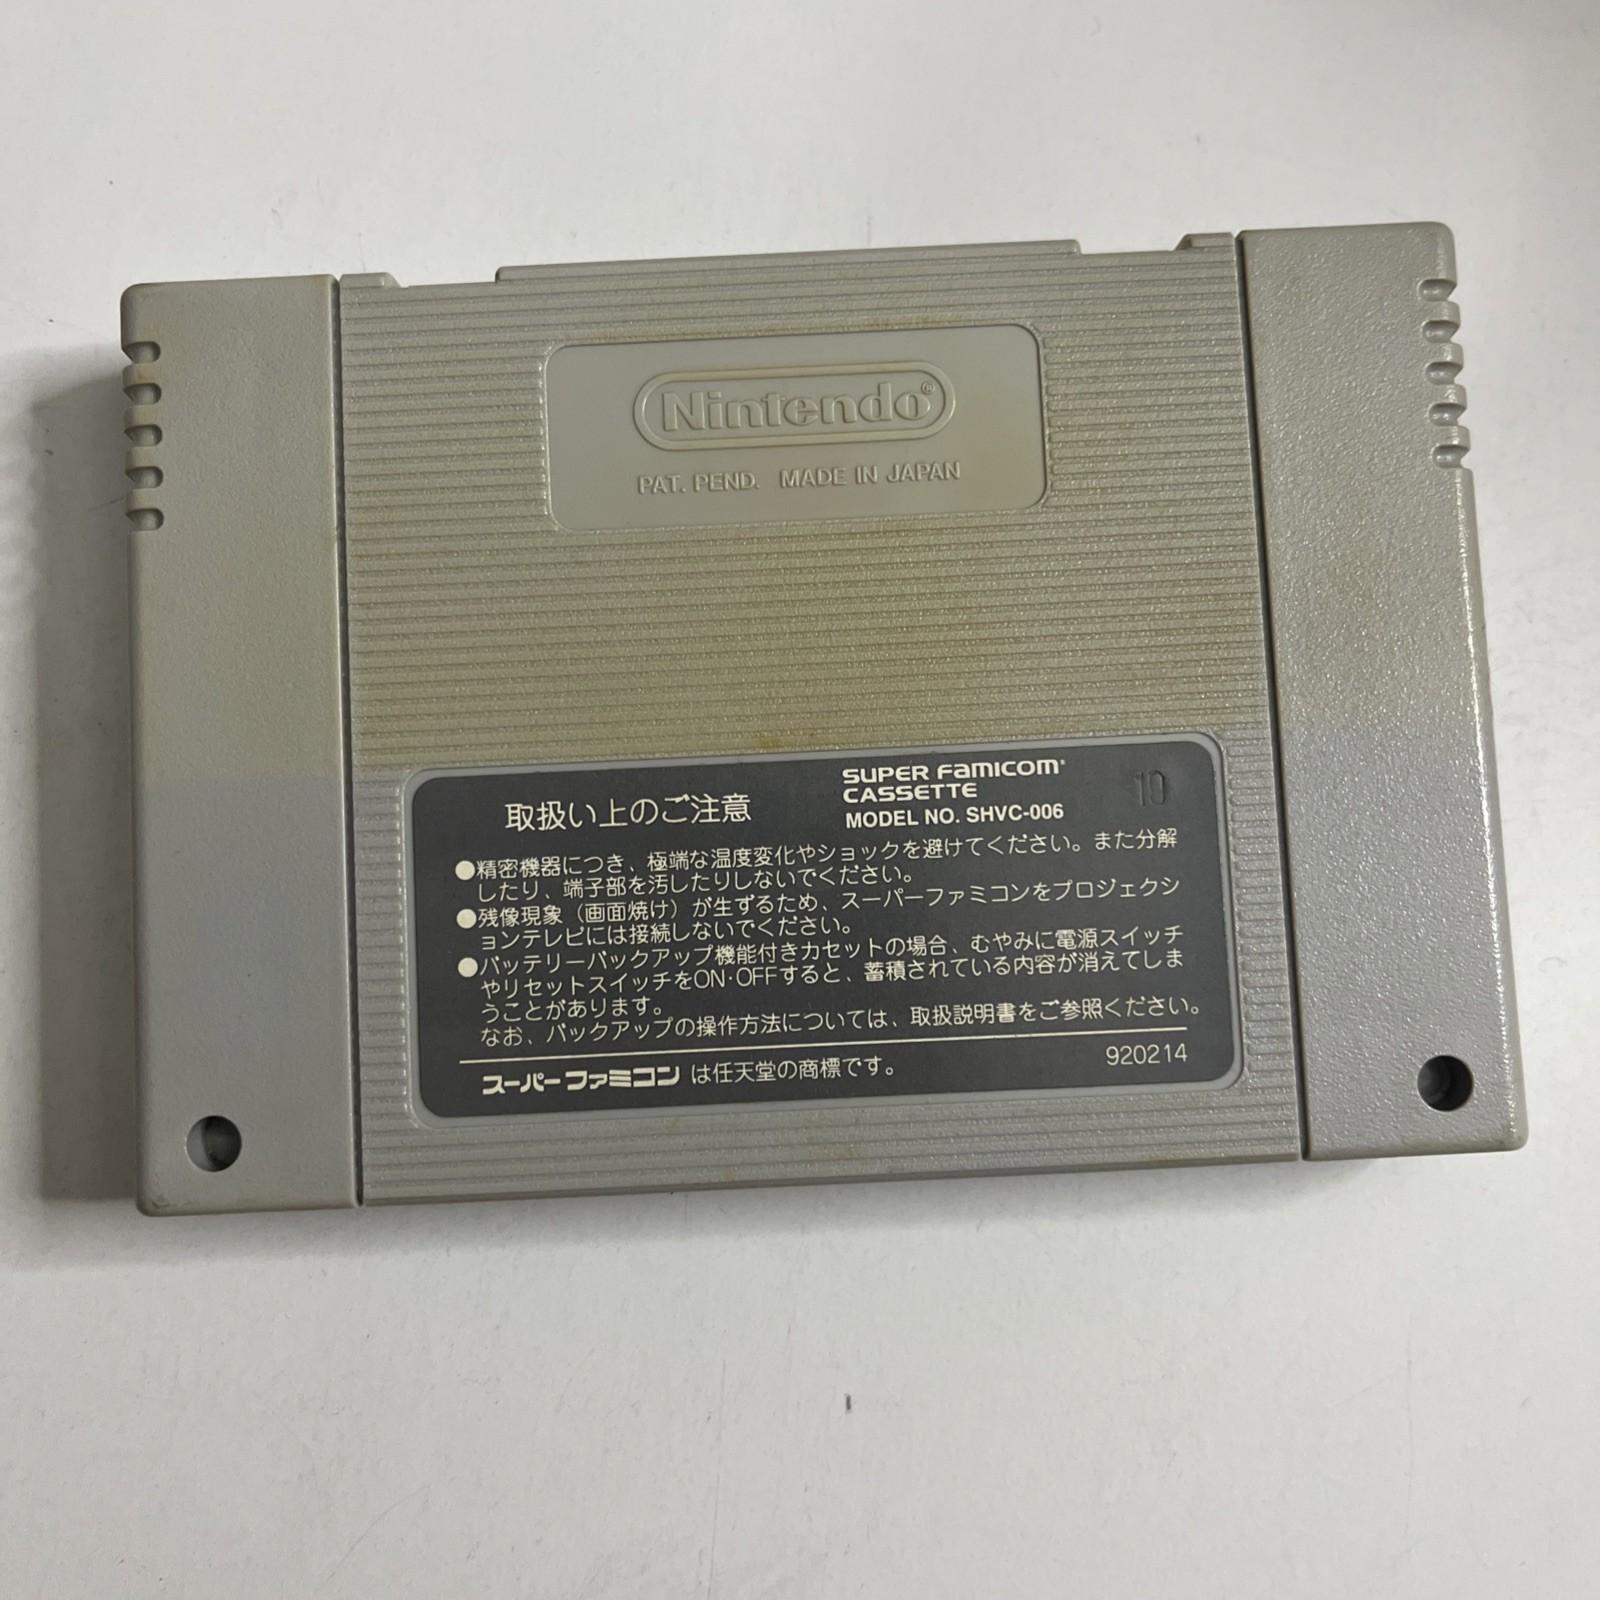 Nintendo®
PAT. PEND. MADE IN JAPAN
取扱い上のご注意
SUPER FAMICOM
CASSETTE
MODEL NO. SHVC-006
10
●精密機器につき、極端な温度変化やショックを避けてください。また分解
したり、端子部を汚したりしないでください。
●残像現象（画面焼け）が生ずるため、スーパーファミコンをプロジェクシ
ョンテレビには接続しないでください。
●バッテリーバックアップ機能付きカセットの場合、むやみに電源スイッチ
やリセットスイッチをON・OFFすると、蓄積されている内容が消えてしま
うことがあります。
なお、バックアップの操作方法については、取扱説明書をご参照ください。
スーパーファミコンは任天堂の商標です。
920214